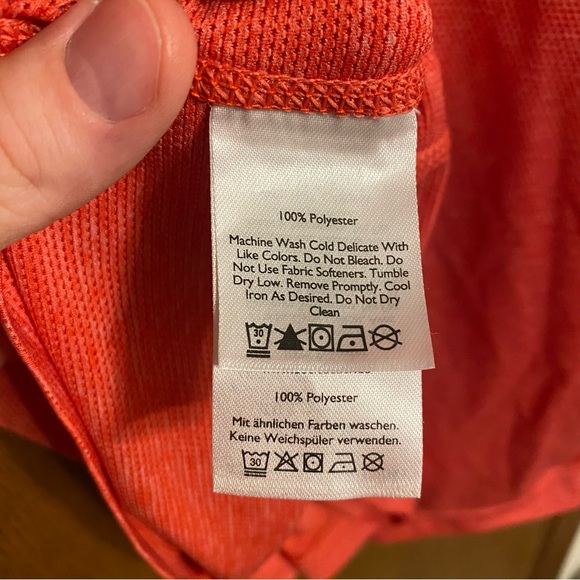 100% Polyester
Machine Wash Cold Delicate With
Like Colors. Do Not Bleach. Do
Not Use Fabric Softeners. Tumble
Dry Low. Remove Promptly. Cool
Iron As Desired. Do Not Dry
Clean
30
100% Polyester
Mit ähnlichen Farben waschen.
Keine Weichspüler verwenden.
30